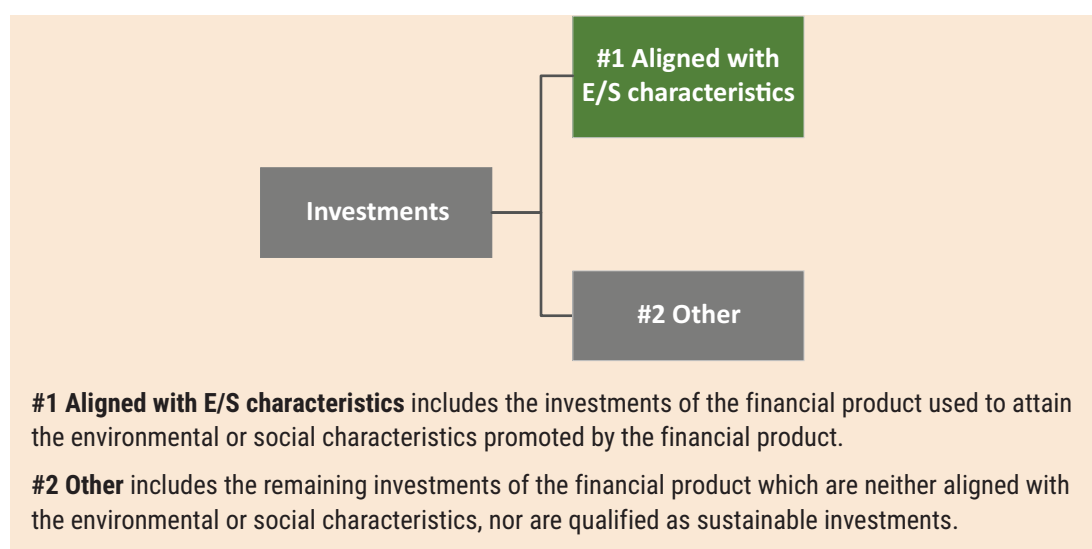 #1 Aligned with
E/S characteristics
Investments
#2 Other
#1 Aligned with E/S characteristics includes the investments of the financial product used to attain
the environmental or social characteristics promoted by the financial product.
#2 Other includes the remaining investments of the financial product which are neither aligned with
the environmental or social characteristics, nor are qualified as sustainable investments.